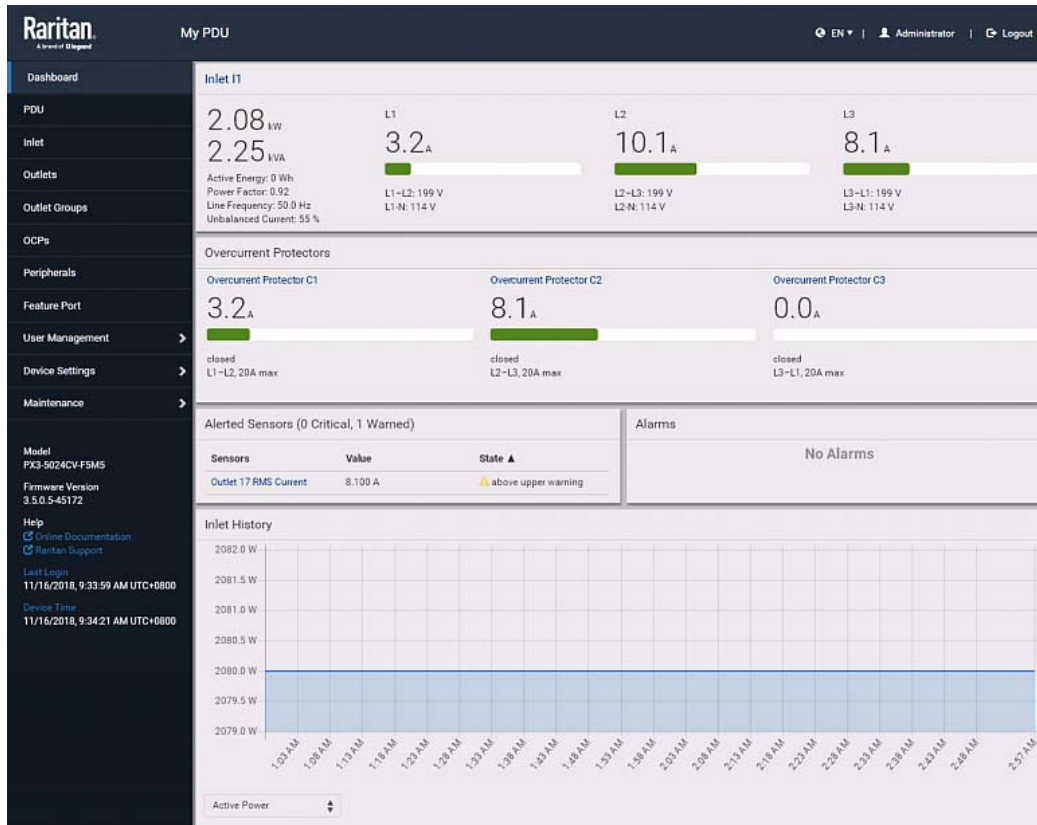 Raritan.
A brand of legrand
My PDU
EN
Administrator
Logout
Dashboard
PDU
Inlet
Outlets
Outlet Groups
OCPs
Peripherals
Feature Port
User Management
Device Settings
Maintenance
Model
PX3-5024CV-F5M5
Firmware Version
3.5.0.5-45172
Help
Online Documentation
Raritan Support
Last Login
11/16/2018, 9:33:59 AM UTC+0800
Device Time
11/16/2018, 9:34:21 AM UTC+0800
Inlet I1
2.08 kW
2.25 kVA
Active Energy: 0 Wh
Power Factor: 0.92
Line Frequency: 50.0 Hz
Unbalanced Current: 55 %
L1
3.2 A
L1-L2: 199 V
L1-N: 114 V
L2
10.1 A
L2-L3: 199 V
L2-N: 114 V
L3
8.1 A
L3-L1: 199 V
L3-N: 114 V
Overcurrent Protectors
Overcurrent Protector C1
3.2 A
closed
L1-L2, 20A max
Overcurrent Protector C2
8.1 A
closed
L2-L3, 20A max
Overcurrent Protector C3
0.0 A
closed
L3-L1, 20A max
Alerted Sensors (0 Critical, 1 Warned)
Sensors Value State ▲
Outlet 17 RMS Current 8.100 A above upper warning
Alarms
No Alarms
Inlet History
2082.0 W
2081.5 W
2081.0 W
2080.5 W
2080.0 W
2079.5 W
2079.0 W
1:03 AM
1:08 AM
1:13 AM
1:18 AM
1:23 AM
1:28 AM
1:33 AM
1:38 AM
1:43 AM
1:48 AM
1:53 AM
1:58 AM
2:03 AM
2:08 AM
2:13 AM
2:18 AM
2:23 AM
2:28 AM
2:33 AM
2:38 AM
2:43 AM
2:48 AM
2:57 AM
Active Power